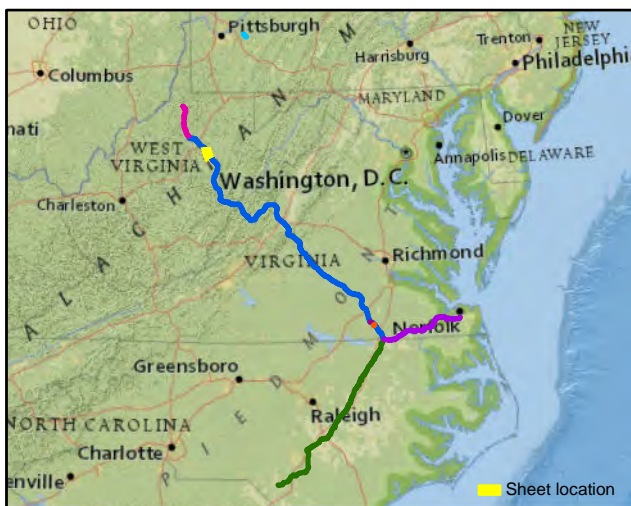 OHIO
Pittsburgh
Harrisburg
Trenton
NEW
JERSEY
Columbus
Philadelphia
MARYLAND
nati
WEST
VIRGINIA
Dover
Annapolis
DELAWARE
Washington, D.C.
Charleston
A L A C H I A N M
O N T
VIRGINIA
Richmond
Norfolk
Greensboro
P I E D M O N T
Raleigh
NORTH CAROLINA
Charlotte
enville
Sheet location